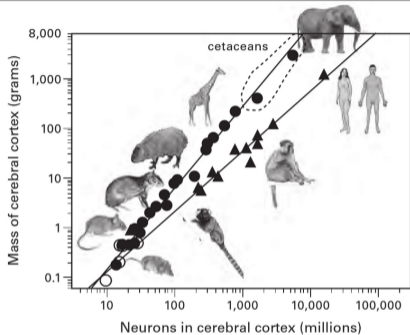 8,000
1,000
100
10
1
0.1
Mass of cerebral cortex (grams)
cetaceans
10 100 1,000 10,000 100,000
Neurons in cerebral cortex (millions)